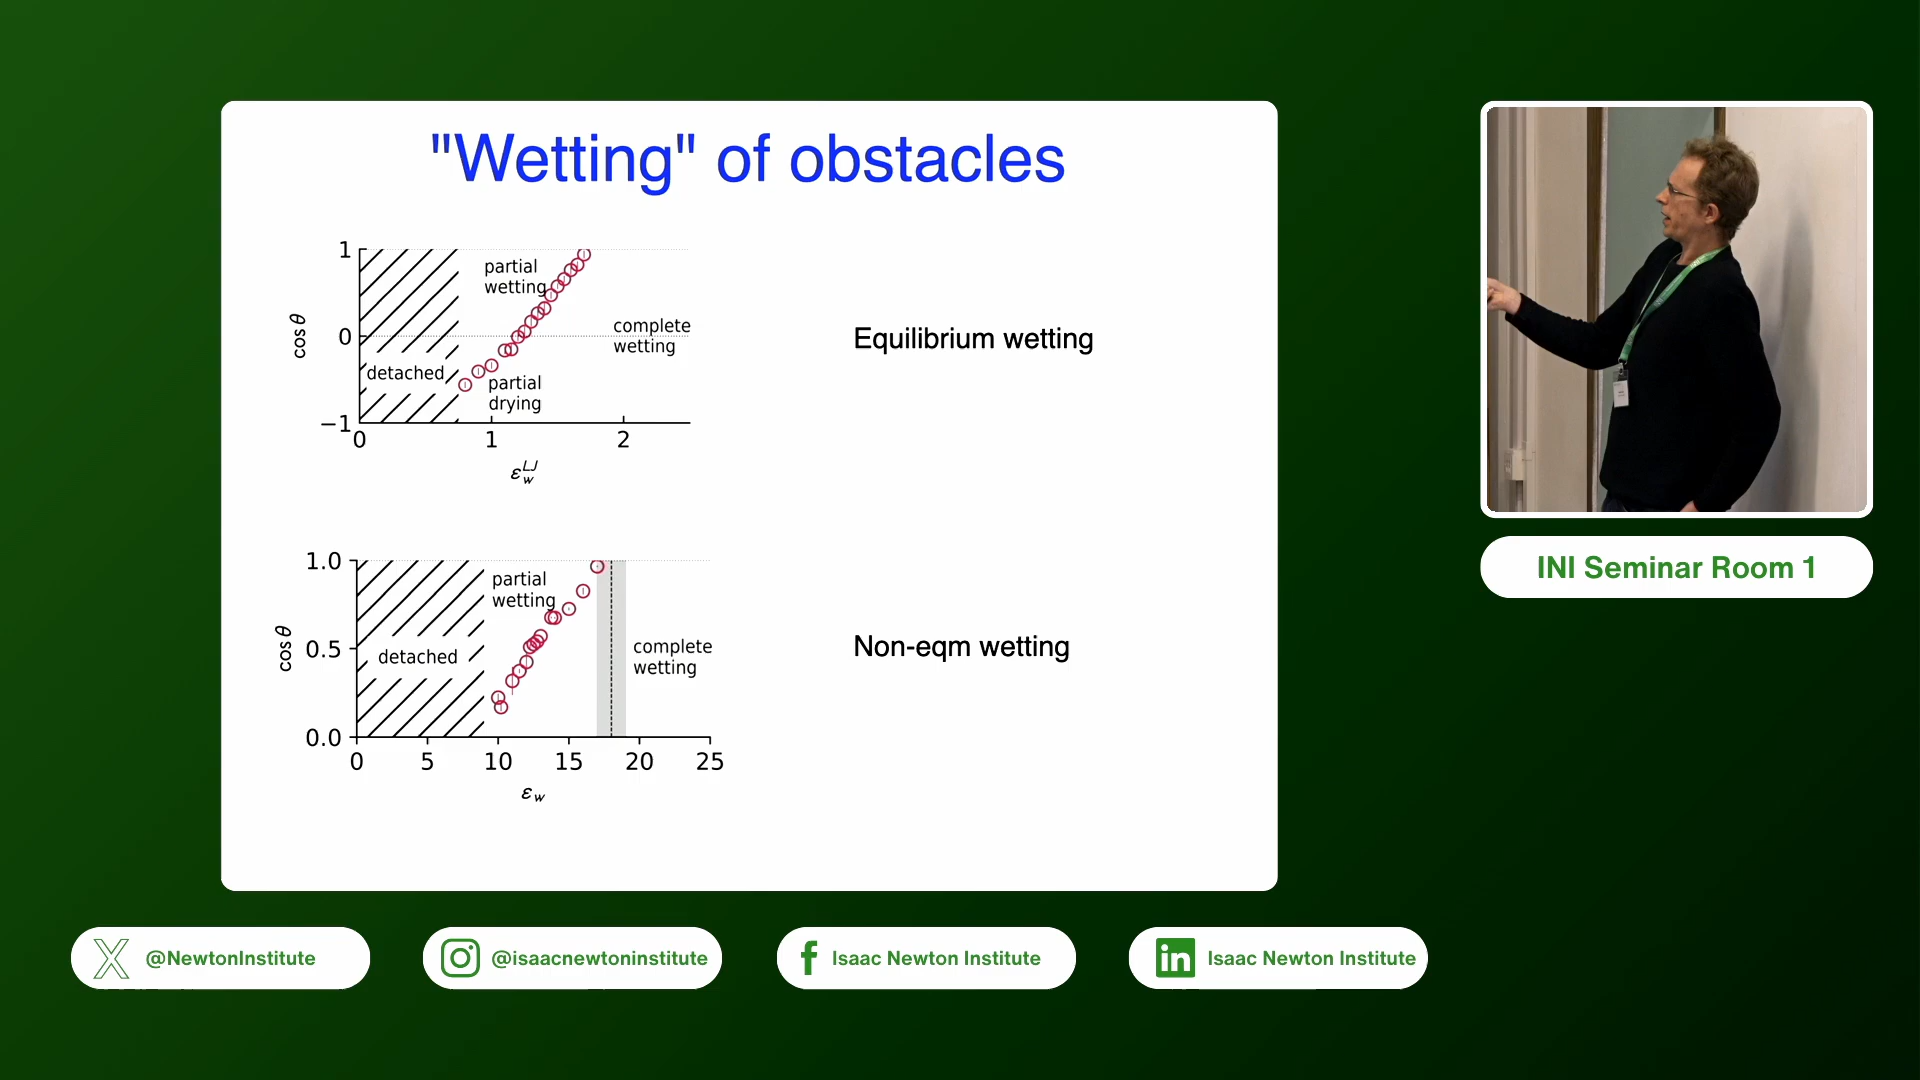 "Wetting" of obstacles
1
0
−1
cos θ
partial
wetting
complete
wetting
detached
partial
drying
0 1 2
ε_w^LJ
Equilibrium wetting
1.0
0.5
0.0
cos θ
partial
wetting
detached
complete
wetting
0 5 10 15 20 25
ε_w
Non-eqm wetting
INI Seminar Room 1
@NewtonInstitute
@isaacnewtoninstitute
Isaac Newton Institute
Isaac Newton Institute